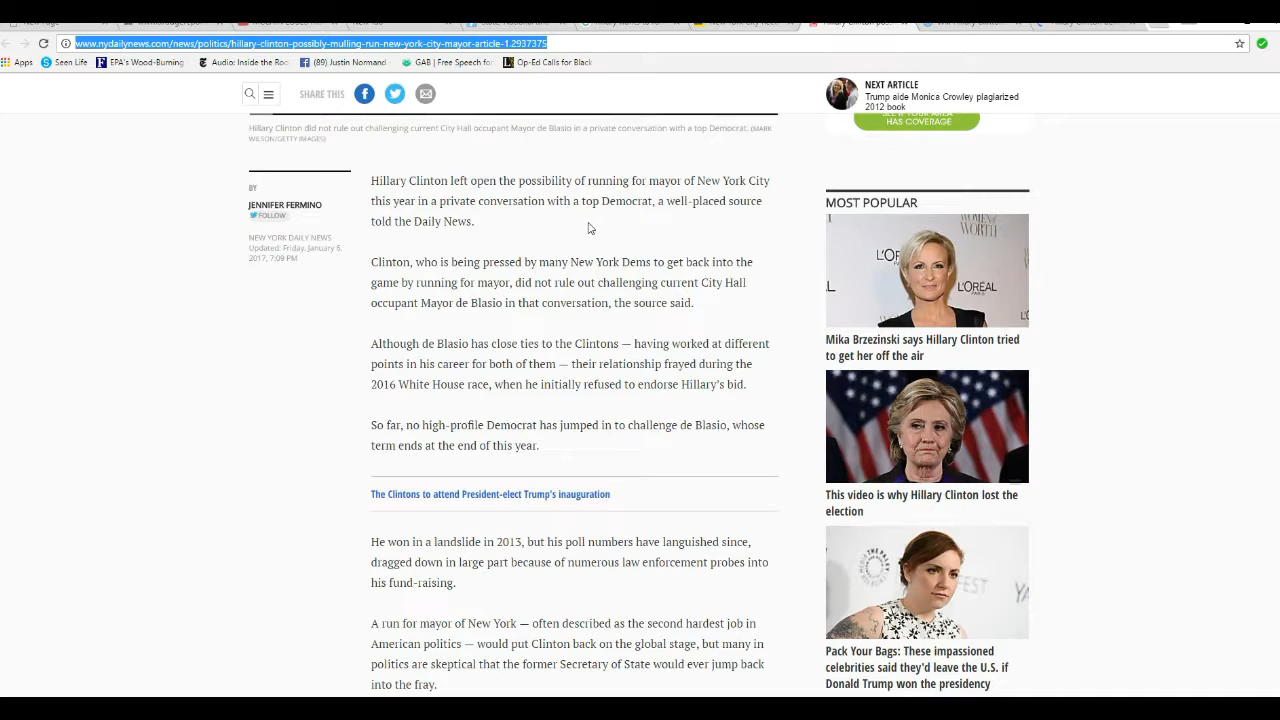 www.nydailynews.com/news/politics/hillary-clinton-possibly-mulling-run-new-york-city-mayor-article-1.2937375
Apps
Seen Life
EPA's Wood-Burning
Audio: Inside the Roo
(89) Justin Normand
GAB | Free Speech for
Op-Ed Calls for Black
SHARE THIS
NEXT ARTICLE
Trump aide Monica Crowley plagiarized
2012 book
SEE IF YOUR AREA
HAS COVERAGE
Hillary Clinton did not rule out challenging current City Hall occupant Mayor de Blasio in a private conversation with a top Democrat. (MARK
WILSON/GETTY IMAGES)
BY
JENNIFER FERMINO
FOLLOW
NEW YORK DAILY NEWS
Updated: Friday, January 6,
2017, 7:09 PM
Hillary Clinton left open the possibility of running for mayor of New York City
this year in a private conversation with a top Democrat, a well-placed source
told the Daily News.
Clinton, who is being pressed by many New York Dems to get back into the
game by running for mayor, did not rule out challenging current City Hall
occupant Mayor de Blasio in that conversation, the source said.
Although de Blasio has close ties to the Clintons — having worked at different
points in his career for both of them — their relationship frayed during the
2016 White House race, when he initially refused to endorse Hillary's bid.
So far, no high-profile Democrat has jumped in to challenge de Blasio, whose
term ends at the end of this year.
The Clintons to attend President-elect Trump's inauguration
He won in a landslide in 2013, but his poll numbers have languished since,
dragged down in large part because of numerous law enforcement probes into
his fund-raising.
A run for mayor of New York — often described as the second hardest job in
American politics — would put Clinton back on the global stage, but many in
politics are skeptical that the former Secretary of State would ever jump back
into the fray.
MOST POPULAR
L'ORÉAL
Mika Brzezinski says Hillary Clinton tried
to get her off the air
This video is why Hillary Clinton lost the
election
Pack Your Bags: These impassioned
celebrities said they'd leave the U.S. if
Donald Trump won the presidency